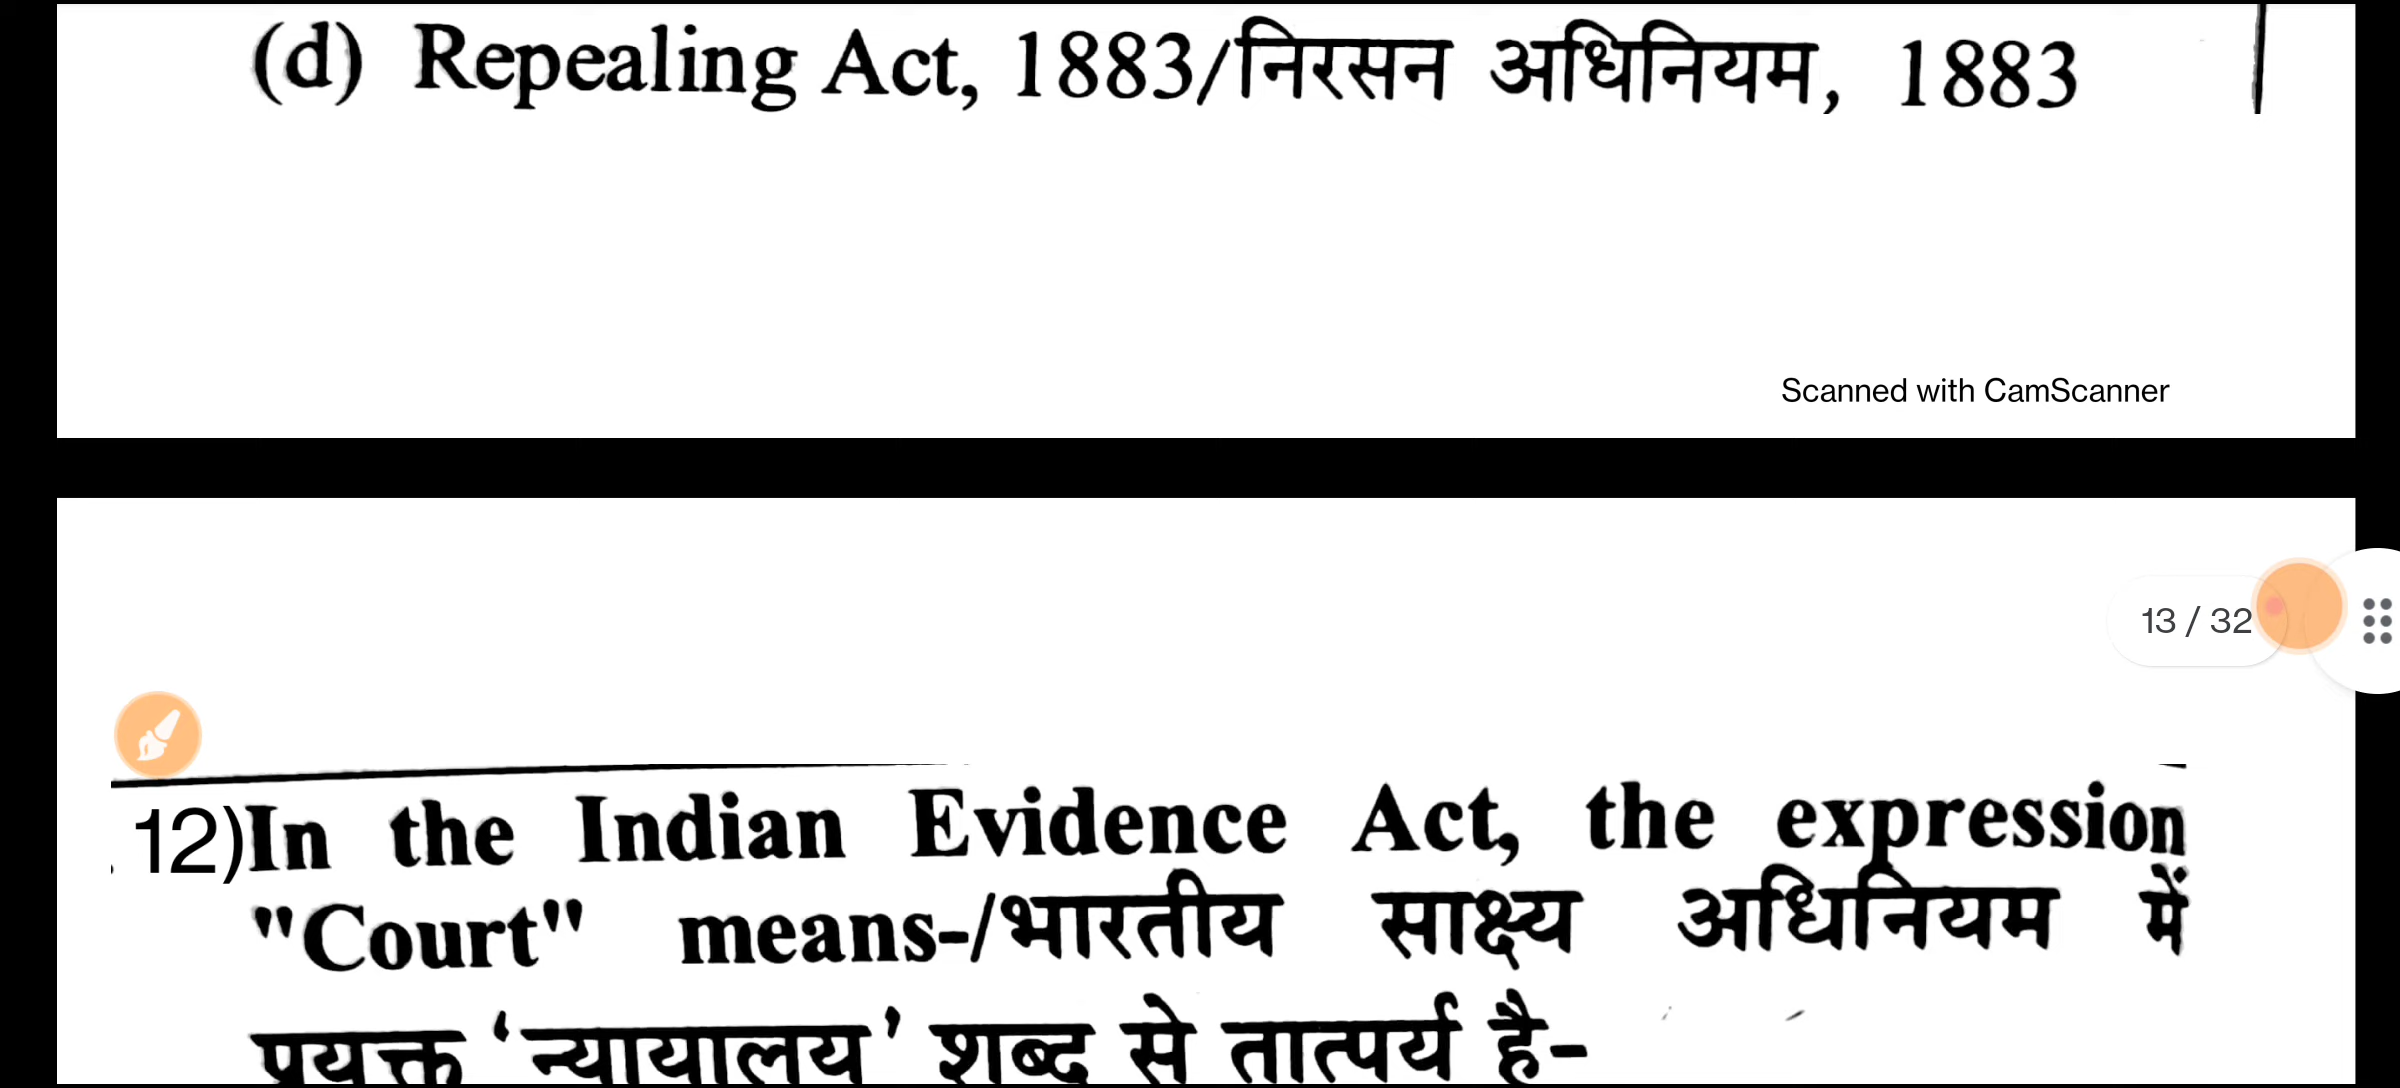 (d) Repealing Act, 1883/निरसन अधिनियम, 1883
Scanned with CamScanner
13 / 32
12)In the Indian Evidence Act, the expression
"Court" means-/भारतीय साक्ष्य अधिनियम में
प्रयुक्त ‘न्यायालय’ शब्द से तात्पर्य है-